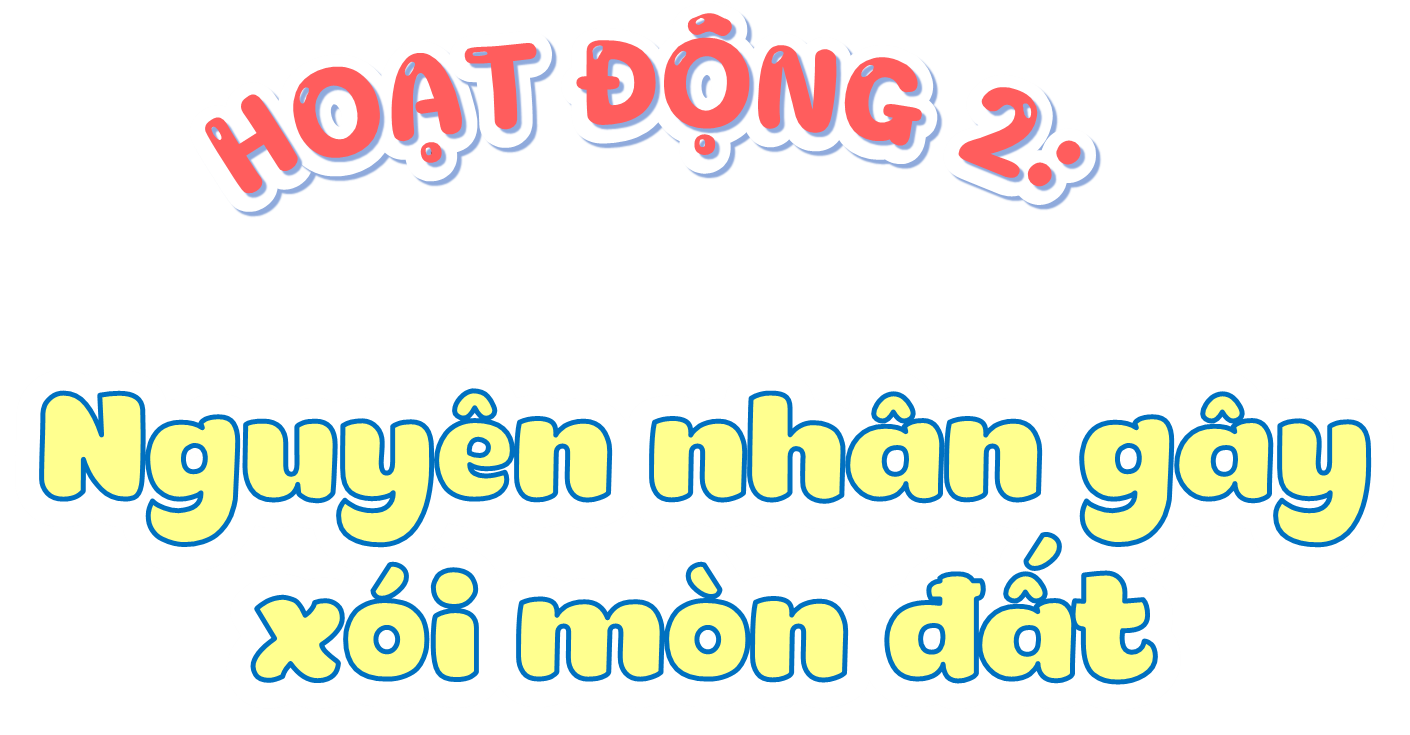 HOẠT ĐỘNG 2:
Nguyên nhân gây
xói mòn đất